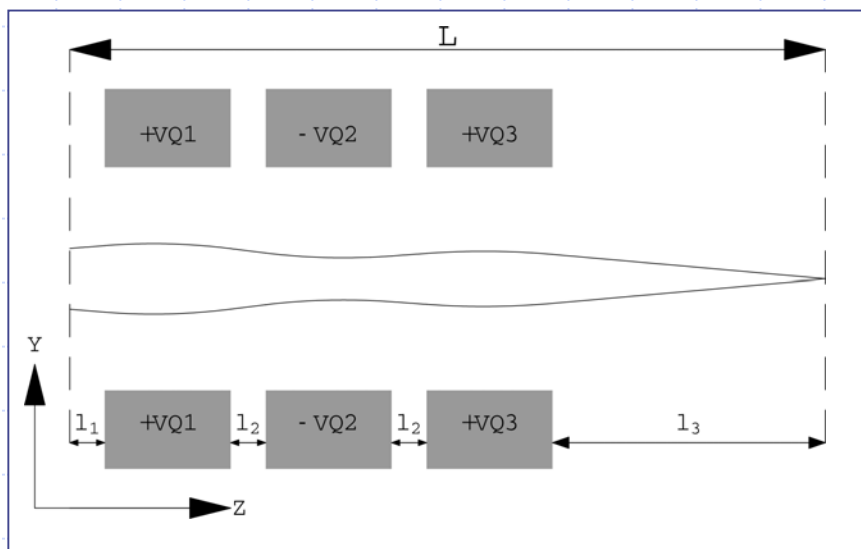 L
+VQ1
- VQ2
+VQ3
Y
l₁
+VQ1
l₂
- VQ2
l₂
+VQ3
l₃
Z